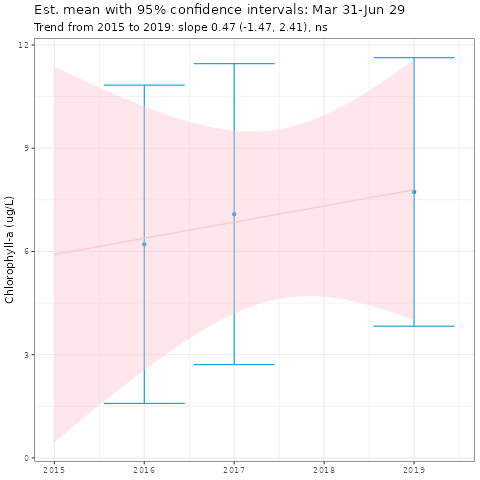 Est. mean with 95% confidence intervals: Mar 31-Jun 29
Trend from 2015 to 2019: slope 0.47 (-1.47, 2.41), ns
Chlorophyll-a (ug/L)
12
9
6
3
0
2015 2016 2017 2018 2019